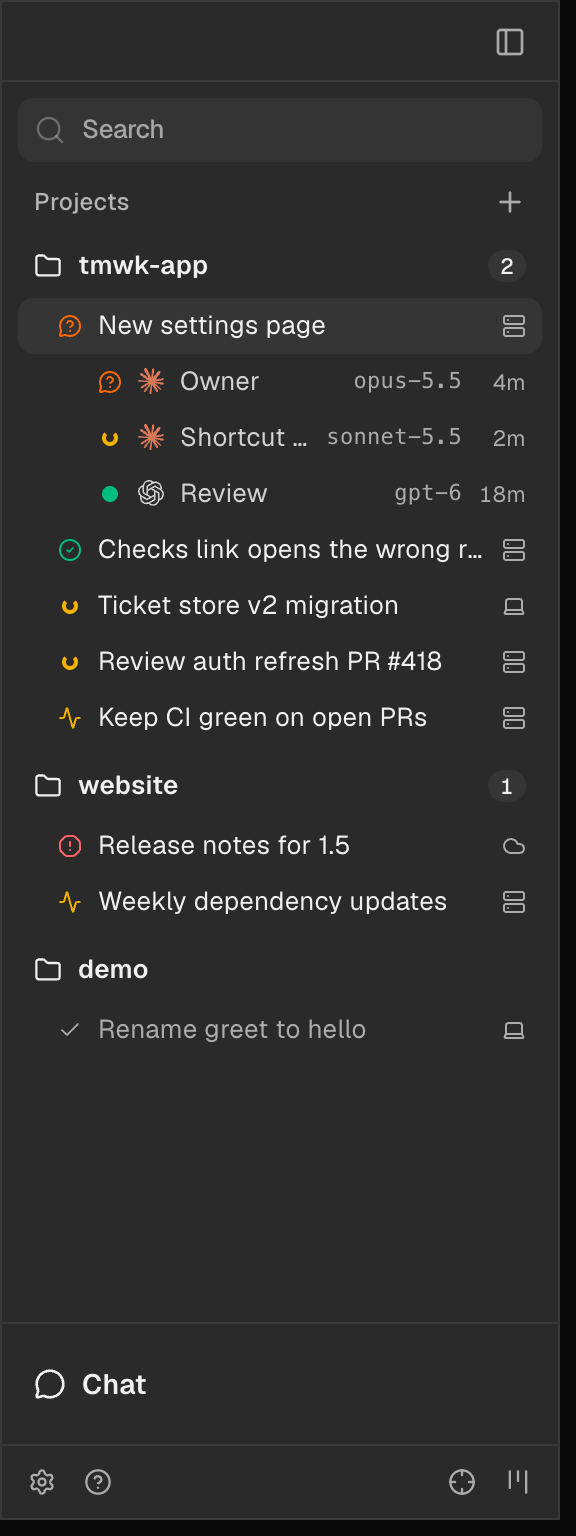 Search
Projects
tmwk-app 2
New settings page
Owner opus-5.5 4m
Shortcut ... sonnet-5.5 2m
Review gpt-6 18m
Checks link opens the wrong r...
Ticket store v2 migration
Review auth refresh PR #418
Keep CI green on open PRs
website 1
Release notes for 1.5
Weekly dependency updates
demo
Rename greet to hello
Chat